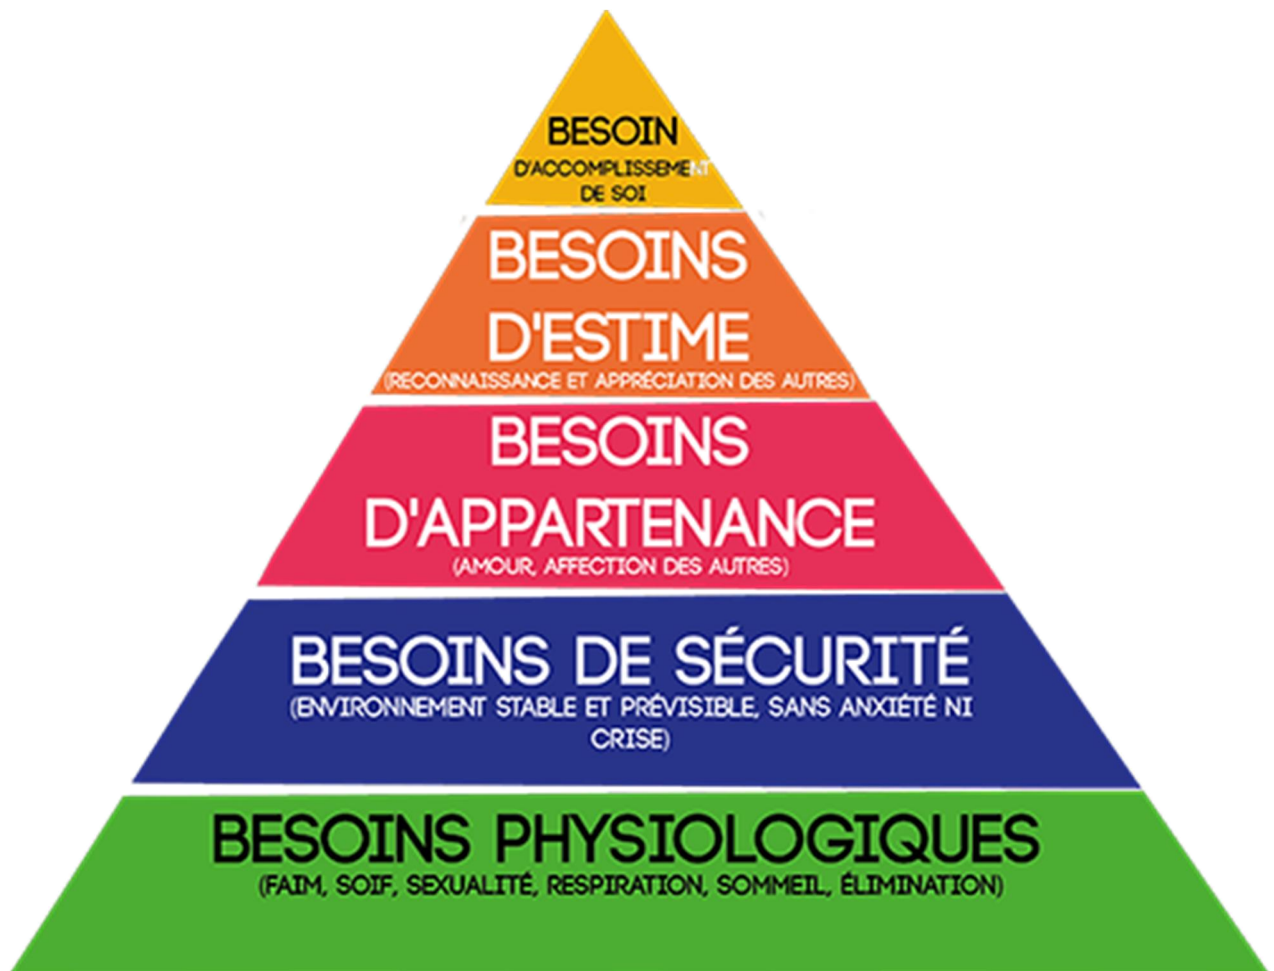 BESOIN
D'ACCOMPLISSEMENT
DE SOI
BESOINS
D'ESTIME
(RECONNAISSANCE ET APPRÉCIATION DES AUTRES)
BESOINS
D'APPARTENANCE
(AMOUR, AFFECTION DES AUTRES)
BESOINS DE SÉCURITÉ
(ENVIRONNEMENT STABLE ET PRÉVISIBLE, SANS ANXIÉTÉ NI
CRISE)
BESOINS PHYSIOLOGIQUES
(FAIM, SOIF, SEXUALITÉ, RESPIRATION, SOMMEIL, ÉLIMINATION)